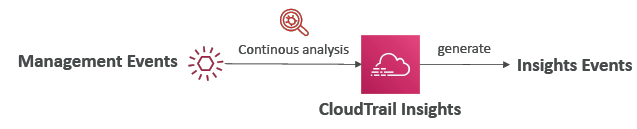 Continous analysis
generate
Management Events
Insights Events
CloudTrail Insights